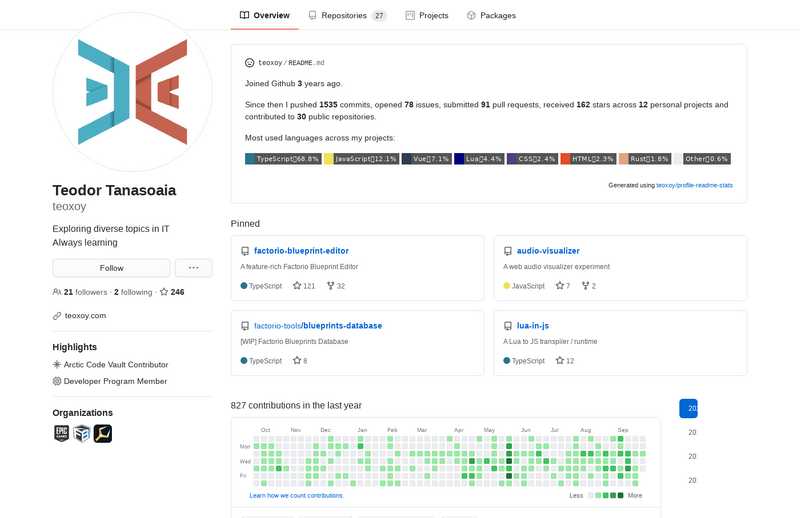 Overview
Repositories 27
Projects
Packages
Teodor Tanasoaia
teoxoy
Exploring diverse topics in IT
Always learning
Follow
21 followers · 2 following · 246
teoxoy.com
Highlights
Arctic Code Vault Contributor
Developer Program Member
Organizations
EPIC
GAMES
teoxoy/README.md
Joined Github 3 years ago.
Since then I pushed 1535 commits, opened 78 issues, submitted 91 pull requests, received 162 stars across 12 personal projects and
contributed to 30 public repositories.
Most used languages across my projects:
TypeScript 68.8% JavaScript 12.1% Vue 7.1% Lua 4.4% CSS 2.4% HTML 2.3% Rust 1.8% Other 0.6%
Generated using teoxoy/profile-readme-stats
Pinned
factorio-blueprint-editor
A feature-rich Factorio Blueprint Editor
TypeScript 121 32
audio-visualizer
A web audio visualizer experiment
JavaScript 7 2
factorio-tools/blueprints-database
[WIP] Factorio Blueprints Database
TypeScript 8
lua-in-js
A Lua to JS transpiler / runtime
TypeScript 12
827 contributions in the last year
Oct Nov Dec Jan Feb Mar Apr May Jun Jul Aug Sep
Mon
Wed
Fri
Learn how we count contributions
Less More
20
20
20
20